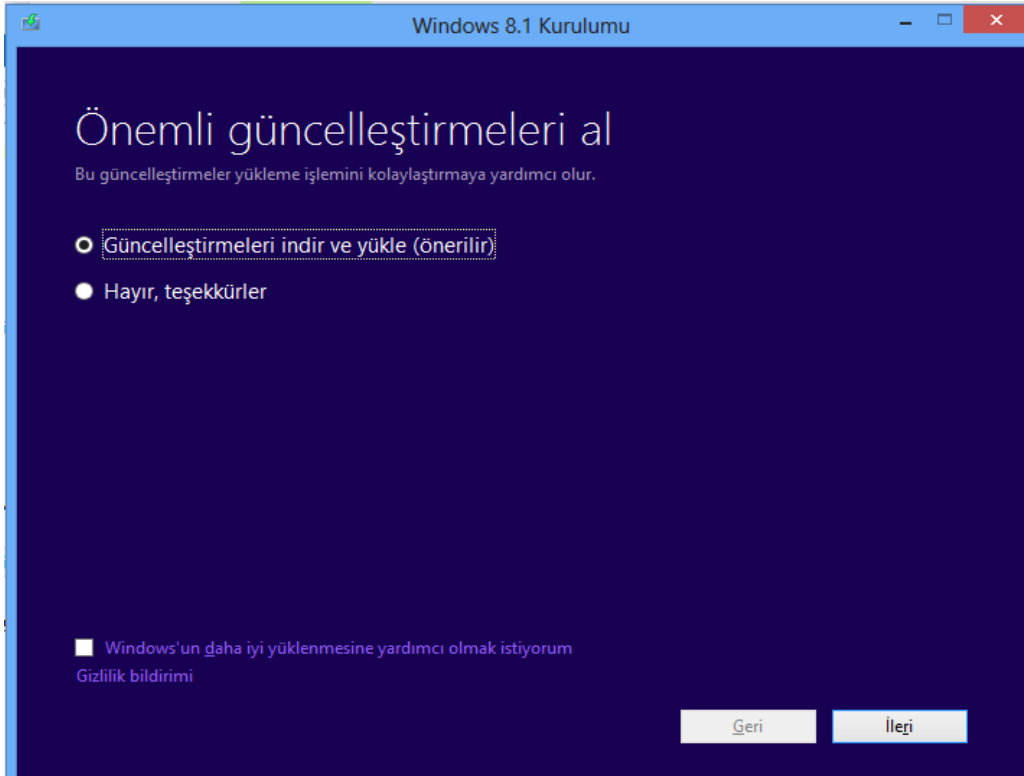 Windows 8.1 Kurulumu
Önemli güncelleştirmeleri al
Bu güncelleştirmeler yükleme işlemini kolaylaştırmaya yardımcı olur.
Güncelleştirmeleri indir ve yükle (önerilir)
Hayır, teşekkürler
Windows'un daha iyi yüklenmesine yardımcı olmak istiyorum
Gizlilik bildirimi
Geri
İleri